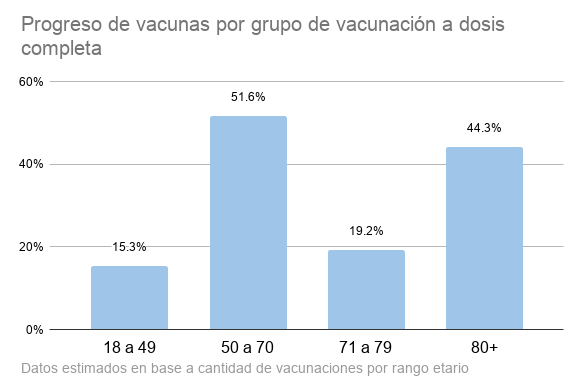 Progreso de vacunas por grupo de vacunación a dosis
completa
60%
51.6%
44.3%
40%
19.2%
20%
15.3%
0%
18 a 49 50 a 70 71 a 79 80+
Datos estimados en base a cantidad de vacunaciones por rango etario